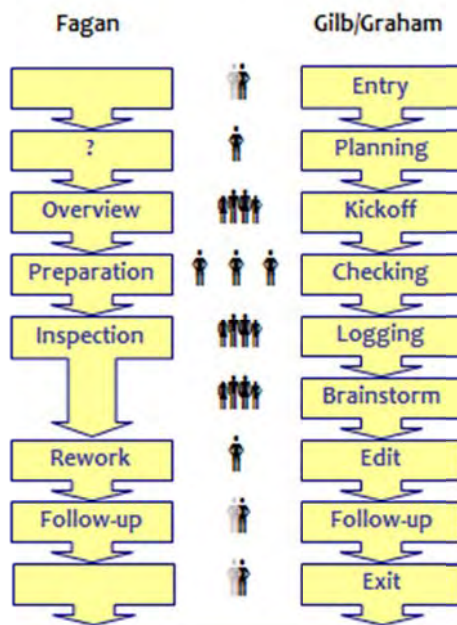 Fagan Gilb/Graham
Entry
? Planning
Overview Kickoff
Preparation Checking
Inspection Logging
Brainstorm
Rework Edit
Follow-up Follow-up
Exit